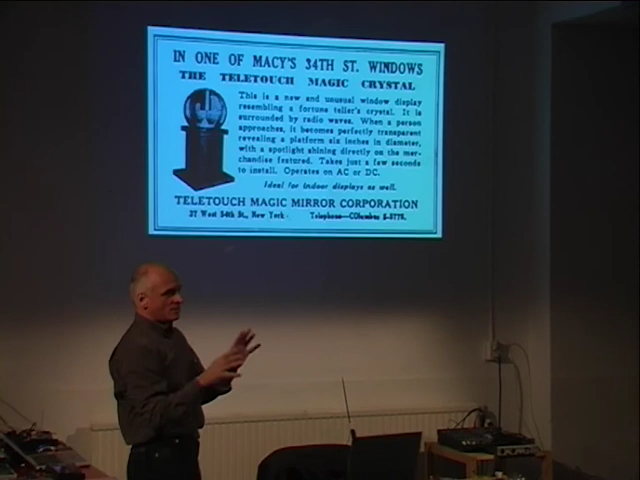 IN ONE OF MACY'S 34TH ST. WINDOWS
THE TELETOUCH MAGIC CRYSTAL
This is a new and unusual window display
resembling a fortune teller's crystal. It is
surrounded by radio waves. When a person
approaches, it becomes perfectly transparent
revealing a platform six inches in diameter,
with a spotlight shining directly on the mer-
chandise featured. Takes just a few seconds
to install. Operates on AC or DC.
Ideal for indoor displays as well.
TELETOUCH MAGIC MIRROR CORPORATION
37 West 54th St., New York Telephone—COlumbus